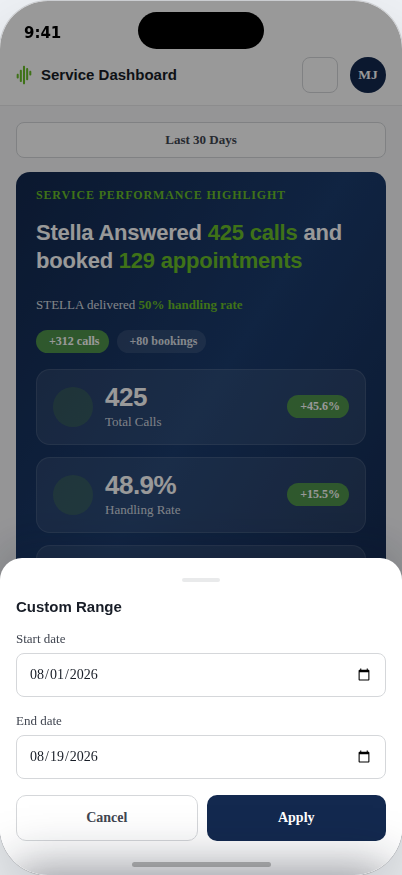 9:41
Service Dashboard
MJ
Last 30 Days
SERVICE PERFORMANCE HIGHLIGHT
Stella Answered 425 calls and
booked 129 appointments
STELLA delivered 50% handling rate
+312 calls
+80 bookings
425
Total Calls
+45.6%
48.9%
Handling Rate
+15.5%
Custom Range
Start date
08/01/2026
End date
08/19/2026
Cancel
Apply